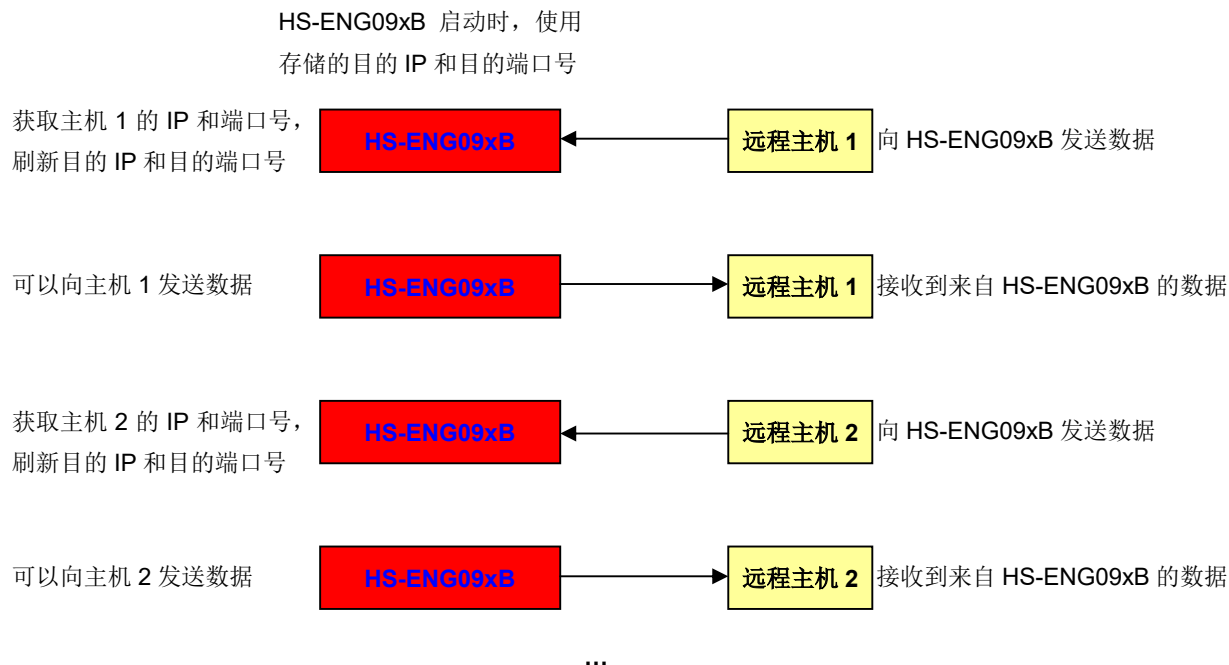 HS-ENG09xB 启动时，使用
存储的目的 IP 和目的端口号
获取主机 1 的 IP 和端口号，
刷新目的 IP 和目的端口号
HS-ENG09xB
远程主机 1
向 HS-ENG09xB 发送数据
可以向主机 1 发送数据
HS-ENG09xB
远程主机 1
接收到来自 HS-ENG09xB 的数据
获取主机 2 的 IP 和端口号，
刷新目的 IP 和目的端口号
HS-ENG09xB
远程主机 2
向 HS-ENG09xB 发送数据
可以向主机 2 发送数据
HS-ENG09xB
远程主机 2
接收到来自 HS-ENG09xB 的数据
...